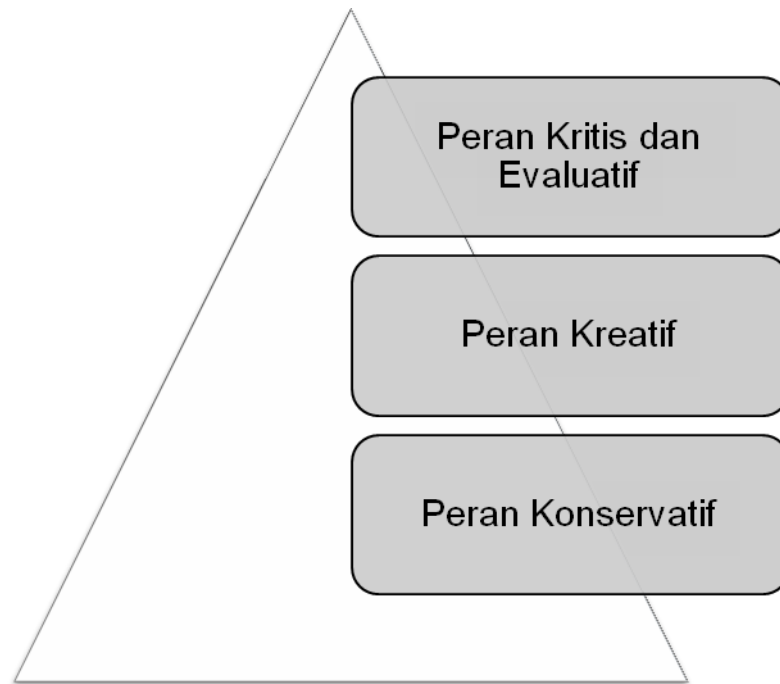 Peran Kritis dan
Evaluatif
Peran Kreatif
Peran Konservatif